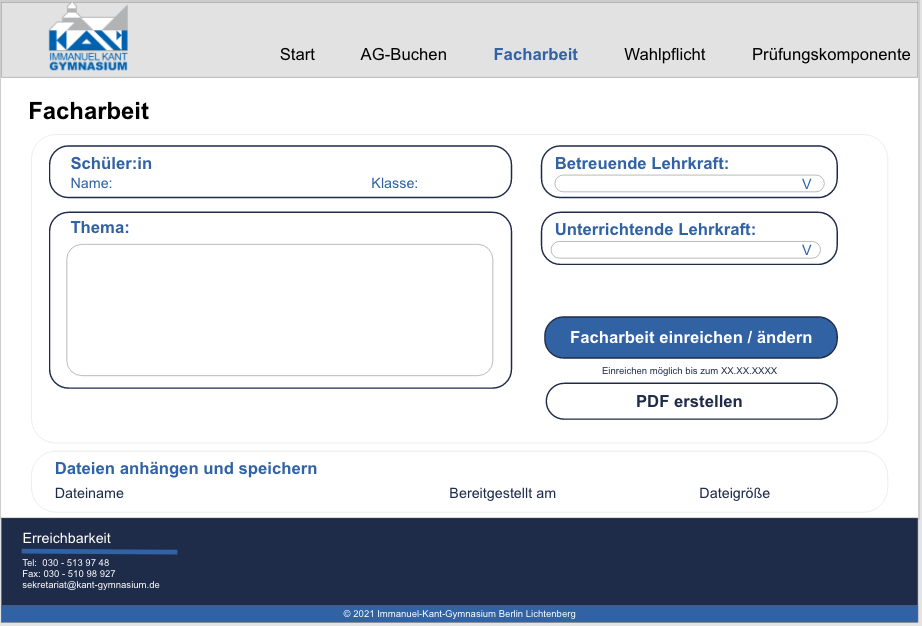 KANT
IMMANUEL KANT
GYMNASIUM
Start AG-Buchen Facharbeit Wahlpflicht Prüfungskomponente
Facharbeit
Schüler:in
Name: Klasse:
Thema:
Betreuende Lehrkraft:
V
Unterrichtende Lehrkraft:
V
Facharbeit einreichen / ändern
Einreichen möglich bis zum XX.XX.XXXX
PDF erstellen
Dateien anhängen und speichern
Dateiname Bereitgestellt am Dateigröße
Erreichbarkeit
Tel: 030 - 513 97 48
Fax: 030 - 510 98 927
sekretariat@kant-gymnasium.de
© 2021 Immanuel-Kant-Gymnasium Berlin Lichtenberg